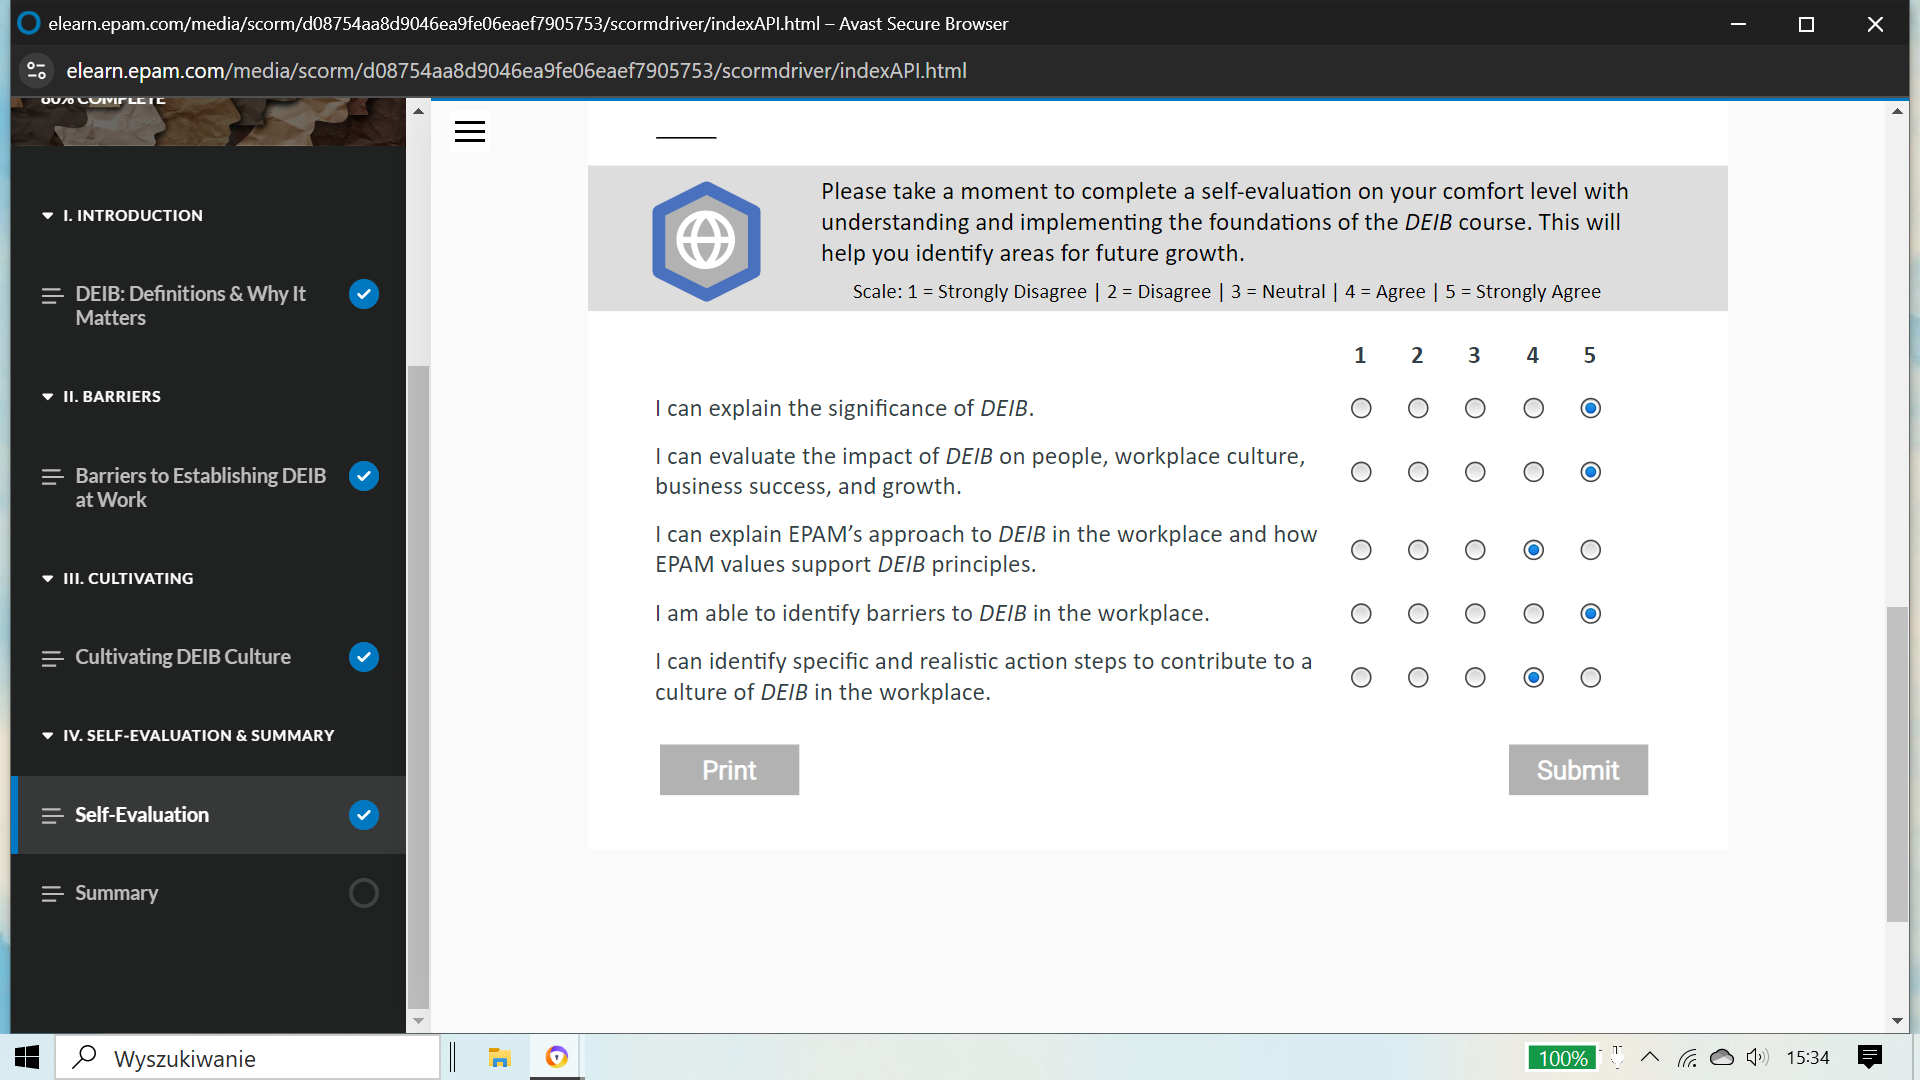 elearn.epam.com/media/scorm/d08754aa8d9046ea9fe06eaef7905753/scormdriver/indexAPI.html – Avast Secure Browser
elearn.epam.com/media/scorm/d08754aa8d9046ea9fe06eaef7905753/scormdriver/indexAPI.html
80% COMPLETE
I. INTRODUCTION
DEIB: Definitions & Why It
Matters
II. BARRIERS
Barriers to Establishing DEIB
at Work
III. CULTIVATING
Cultivating DEIB Culture
IV. SELF-EVALUATION & SUMMARY
Self-Evaluation
Summary
Please take a moment to complete a self-evaluation on your comfort level with
understanding and implementing the foundations of the DEIB course. This will
help you identify areas for future growth.
Scale: 1 = Strongly Disagree | 2 = Disagree | 3 = Neutral | 4 = Agree | 5 = Strongly Agree
1 2 3 4 5
I can explain the significance of DEIB.
I can evaluate the impact of DEIB on people, workplace culture,
business success, and growth.
I can explain EPAM’s approach to DEIB in the workplace and how
EPAM values support DEIB principles.
I am able to identify barriers to DEIB in the workplace.
I can identify specific and realistic action steps to contribute to a
culture of DEIB in the workplace.
Print
Submit
Wyszukiwanie
100%
15:34